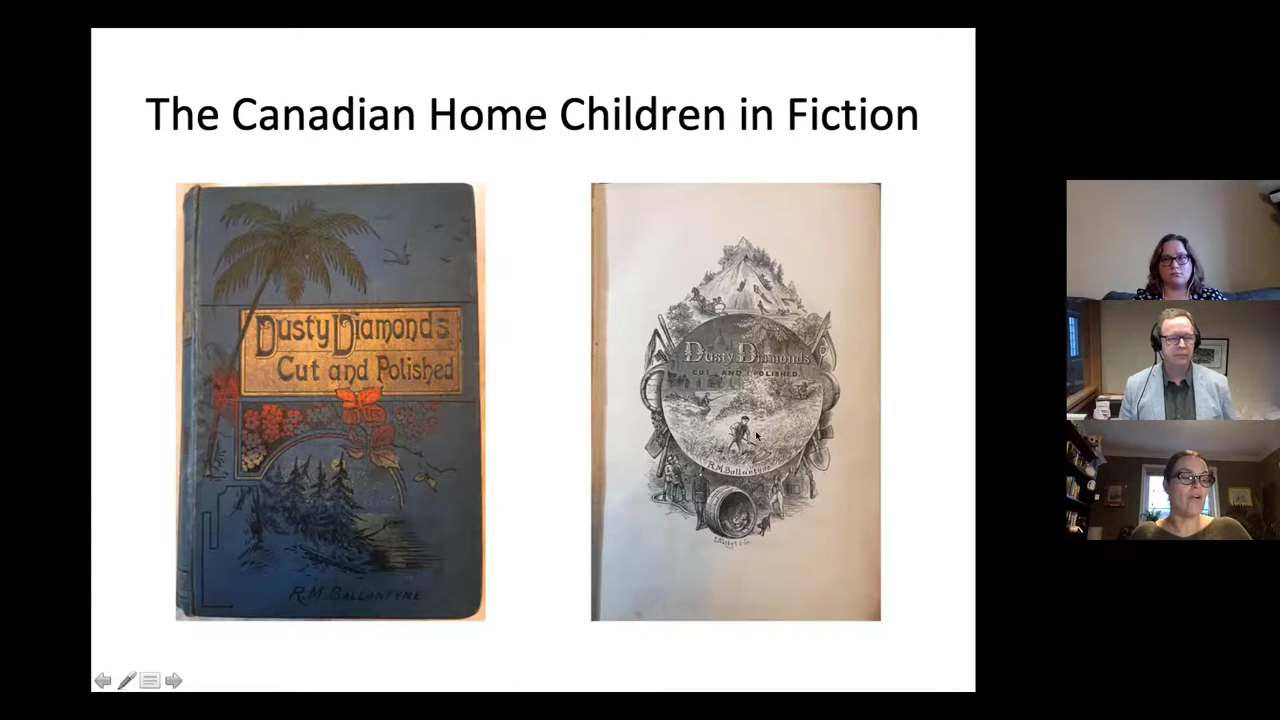 The Canadian Home Children in Fiction
Dusty Diamonds
Cut and Polished
R.M. BALLANTYNE
Dusty Diamonds
CUT AND POLISHED.
R.M. Ballantyne